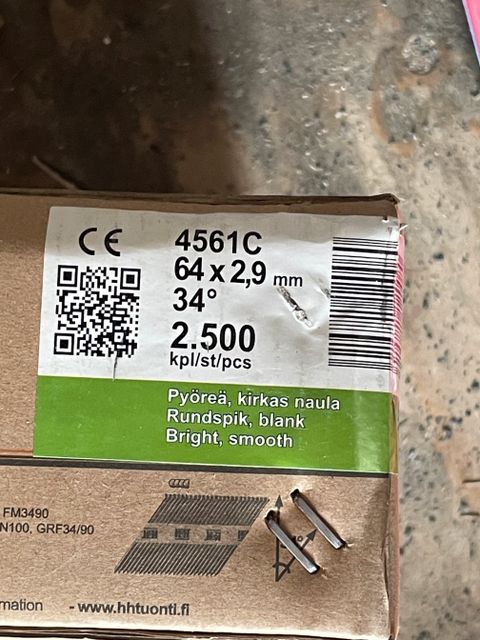 CE
4561C
64 x 2,9 mm
34°
2.500
kpl/st/pcs
Pyöreä, kirkas naula
Rundspik, blank
Bright, smooth
FM3490
N100, GRF34/90
mation - www.hhtuonti.fi